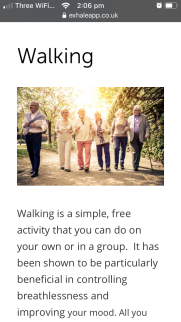 Three WiFi... 2:06 pm
exhaleapp.co.uk
Walking
Walking is a simple, free
activity that you can do on
your own or in a group. It has
been shown to be particularly
beneficial in controlling
breathlessness and
improving your mood. All you